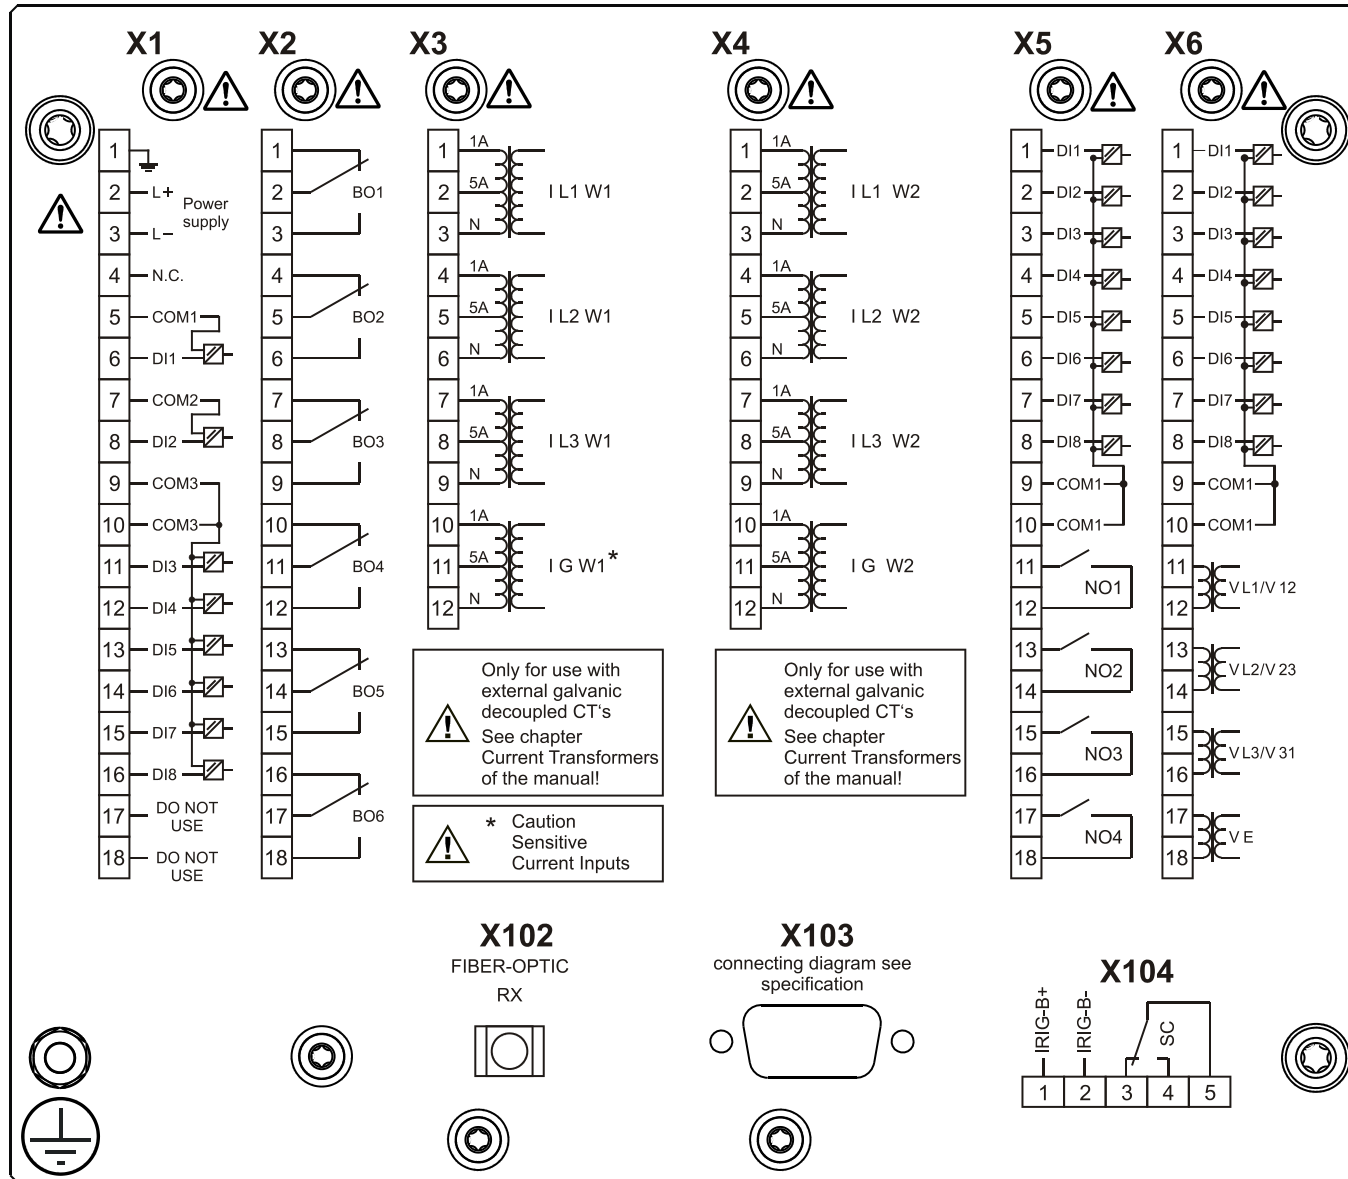 X1
1
2 L+ Power
supply
3 L-
4 N.C.
5 COM1
6 DI1
7 COM2
8 DI2
9 COM3
10 COM3
11 DI3
12 DI4
13 DI5
14 DI6
15 DI7
16 DI8
17 DO NOT
USE
18 DO NOT
USE
X2
1
2 BO1
3
4
5 BO2
6
7
8 BO3
9
10
11 BO4
12
13
14 BO5
15
16
17 BO6
18
X3
1 1A
2 5A I L1 W1
3 N
4 1A
5 5A I L2 W1
6 N
7 1A
8 5A I L3 W1
9 N
10 1A
11 5A I G W1*
12 N
Only for use with
external galvanic
decoupled CT‘s
See chapter
Current Transformers
of the manual!
* Caution
Sensitive
Current Inputs
X4
1 1A
2 5A I L1 W2
3 N
4 1A
5 5A I L2 W2
6 N
7 1A
8 5A I L3 W2
9 N
10 1A
11 5A I G W2
12 N
Only for use with
external galvanic
decoupled CT‘s
See chapter
Current Transformers
of the manual!
X5
1 DI1
2 DI2
3 DI3
4 DI4
5 DI5
6 DI6
7 DI7
8 DI8
9 COM1
10 COM1
11
NO1
12
13
NO2
14
15
NO3
16
17
NO4
18
X6
1 DI1
2 DI2
3 DI3
4 DI4
5 DI5
6 DI6
7 DI7
8 DI8
9 COM1
10 COM1
11
V L1/V 12
12
13
V L2/V 23
14
15
V L3/V 31
16
17
V E
18
X102
FIBER-OPTIC
RX
X103
connecting diagram see
specification
X104
IRIG-B+
IRIG-B-
SC
1 2 3 4 5